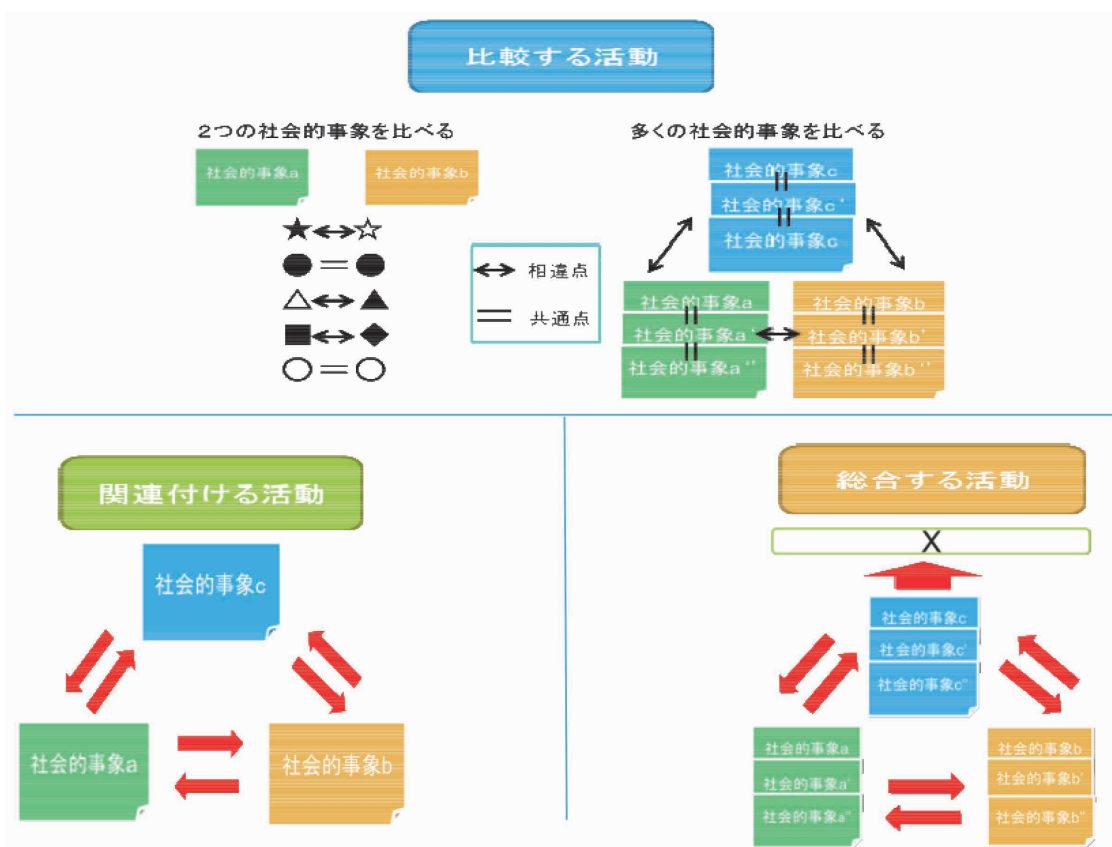 比較する活動
2つの社会的事象を比べる
社会的事象a
社会的事象b
相違点
共通点
多くの社会的事象を比べる
社会的事象c
社会的事象c'
社会的事象c
社会的事象a
社会的事象a'
社会的事象a''
社会的事象b
社会的事象b'
社会的事象b''
関連付ける活動
社会的事象c
社会的事象a
社会的事象b
総合する活動
X
社会的事象c
社会的事象c'
社会的事象c"
社会的事象a
社会的事象a'
社会的事象a"
社会的事象b
社会的事象b'
社会的事象b"